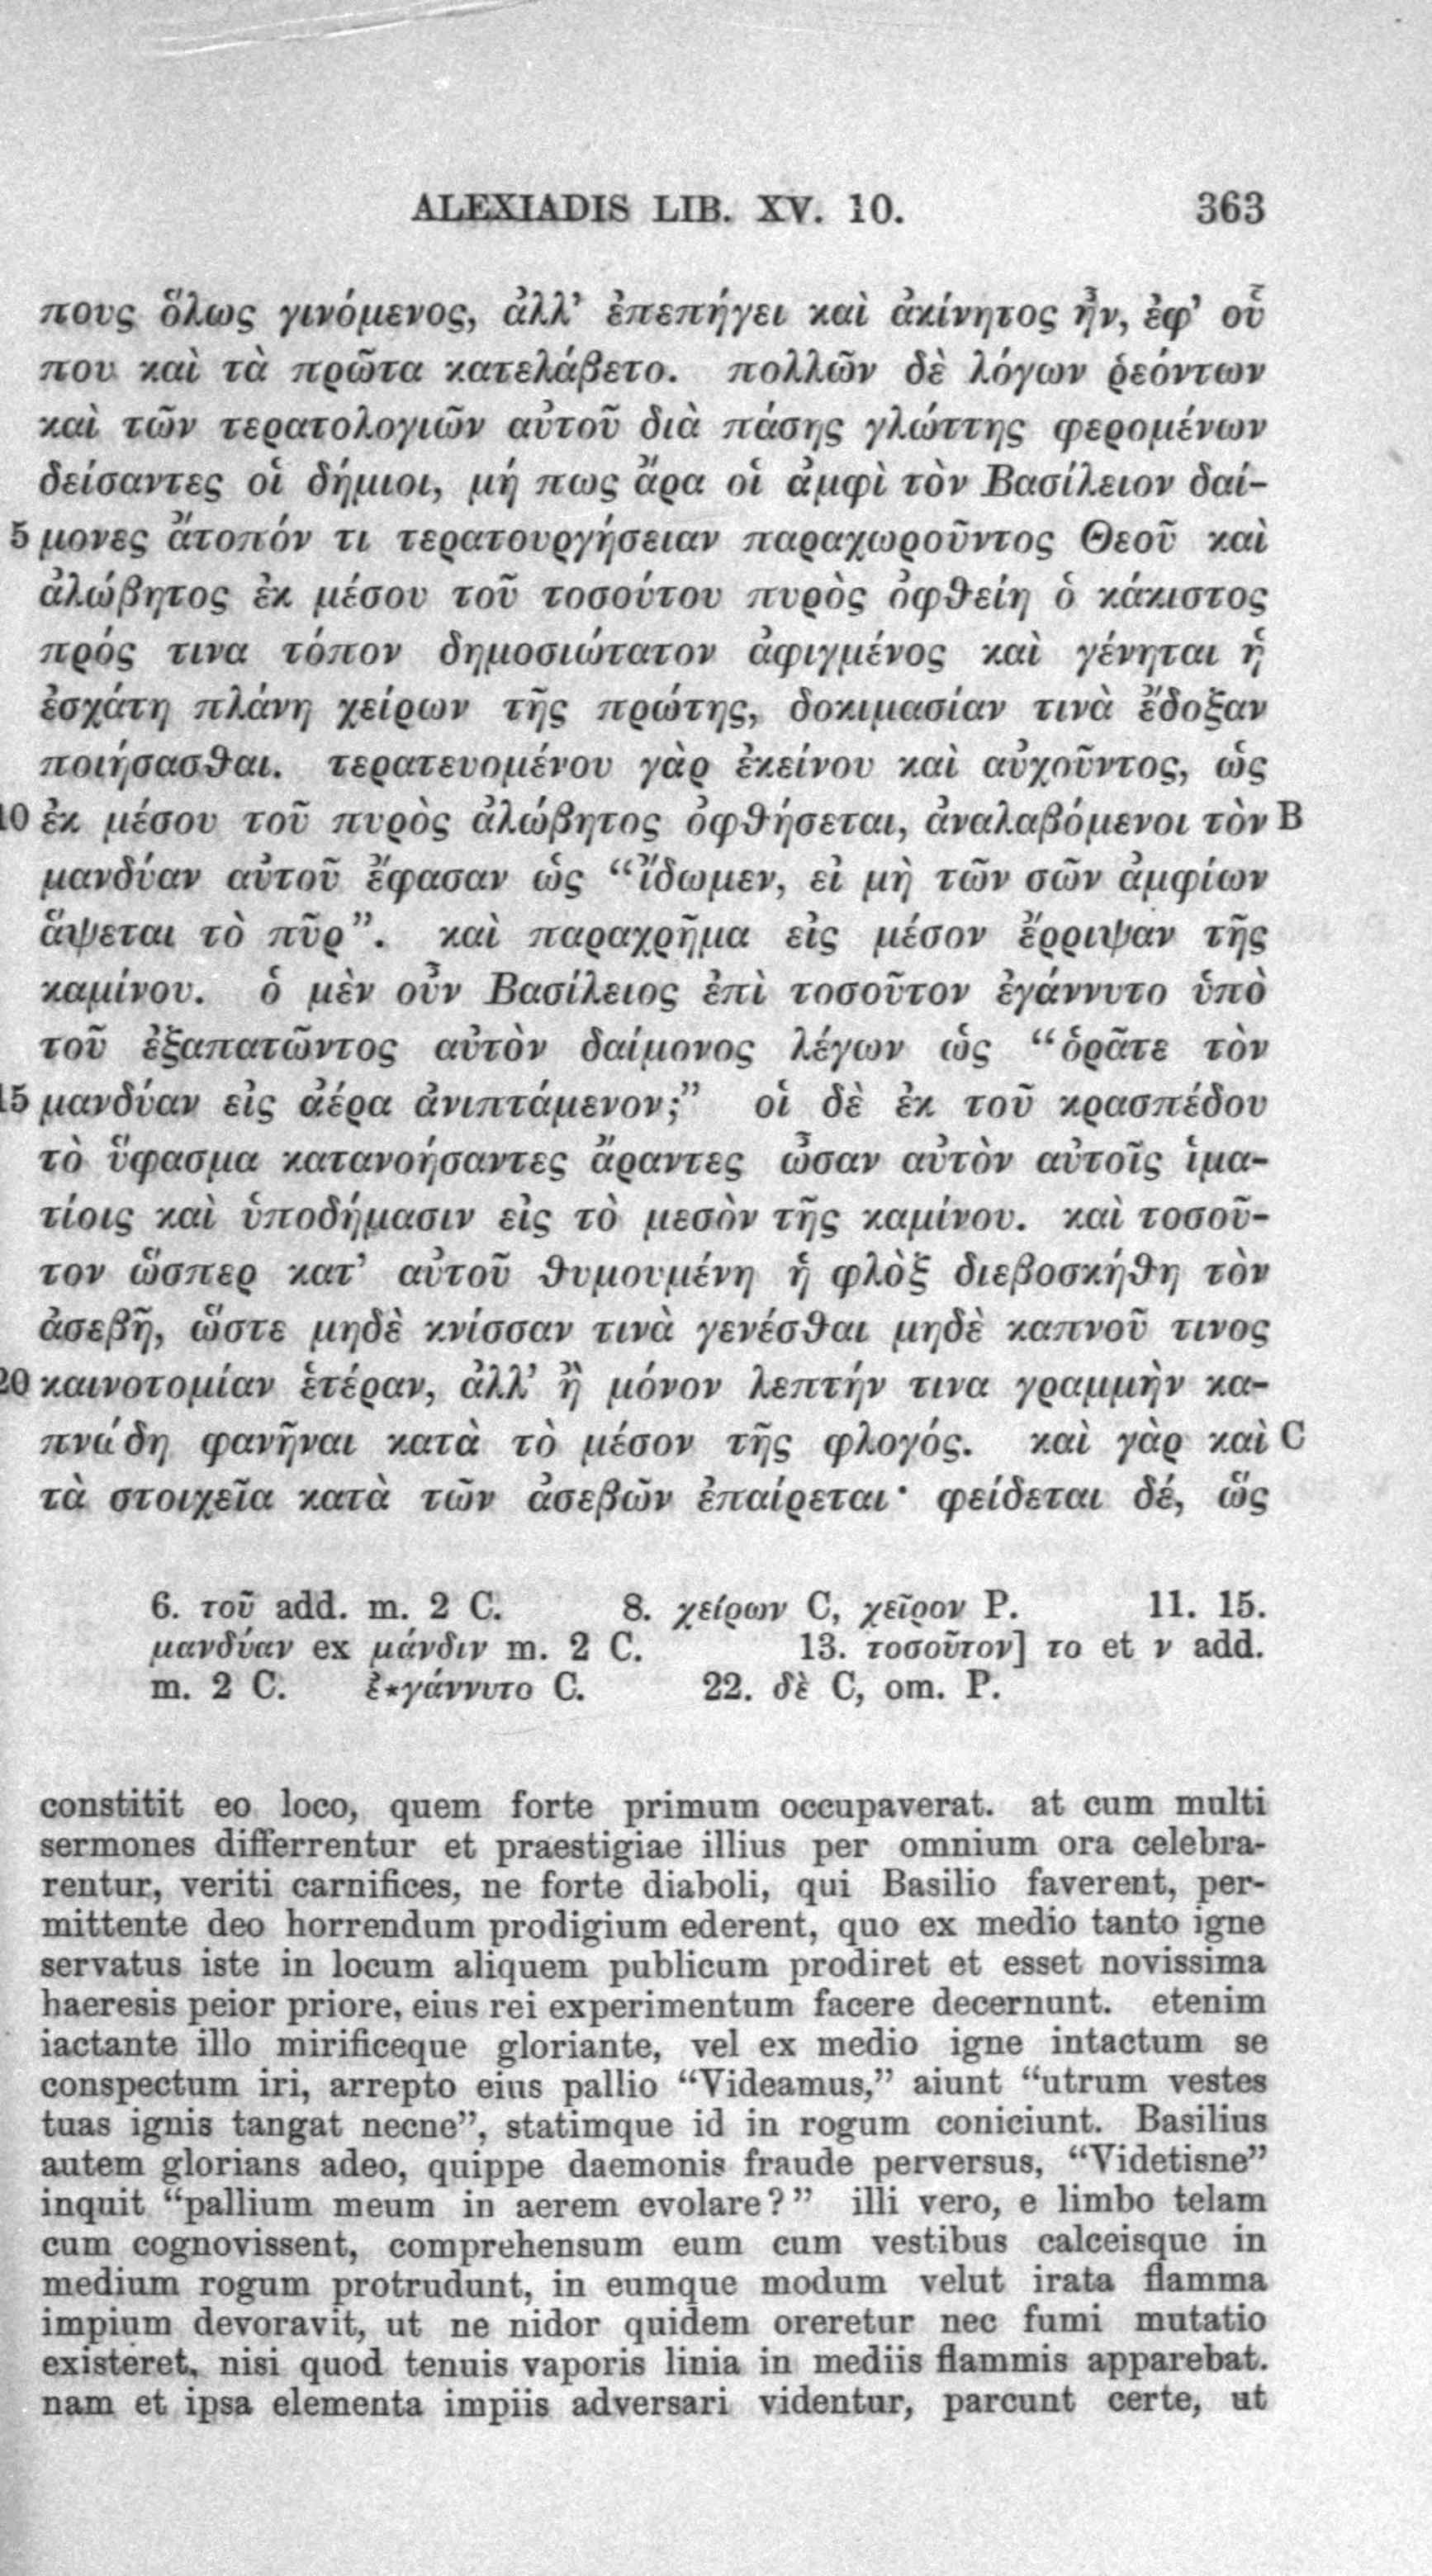 ALEXIADIS LIB. XV. 10. 363
πους ὅλως γινόμενος, ἀλλ’ ἐπεπήγει καὶ ἀκίνητος ἦν, ἐφ’ οὗ
που καὶ τὰ πρῶτα κατελάβετο. πολλῶν δὲ λόγων ῥεόντων
καὶ τῶν τερατολογιῶν αὐτοῦ διὰ πάσης γλώττης φερομένων
δείσαντες οἱ δήμιοι, μή πως ἄρα οἱ ἀμφὶ τὸν Βασίλειον δαί-
5 μονες ἄτοπόν τι τερατουργήσειαν παραχωροῦντος Θεοῦ καὶ
ἀλώβητος ἐκ μέσου τοῦ τοσούτου πυρὸς ὀφθείη ὁ κάκιστος
πρός τινα τόπον δημοσιώτατον ἀφιγμένος καὶ γένηται ἡ
ἐσχάτη πλάνη χείρων τῆς πρώτης, δοκιμασίαν τινὰ ἔδοξαν
ποιήσασθαι. τερατευομένου γὰρ ἐκείνου καὶ αὐχοῦντος, ὡς
10 ἐκ μέσου τοῦ πυρὸς ἀλώβητος ὀφθήσεται, ἀναλαβόμενοι τὸν B
μανδύαν αὐτοῦ ἔφασαν ὡς “ἴδωμεν, εἰ μὴ τῶν σῶν ἀμφίων
ἅψεται τὸ πῦρ”. καὶ παραχρῆμα εἰς μέσον ἔρριψαν τῆς
καμίνου. ὁ μὲν οὖν Βασίλειος ἐπὶ τοσοῦτον ἐγάννυτο ὑπὸ
τοῦ ἐξαπατῶντος αὐτὸν δαίμονος λέγων ὡς “ὁρᾶτε τὸν
15 μανδύαν εἰς ἀέρα ἀνιπτάμενον;” οἱ δὲ ἐκ τοῦ κρασπέδου
τὸ ὕφασμα κατανοήσαντες ἄραντες ὦσαν αὐτὸν αὐτοῖς ἱμα-
τίοις καὶ ὑποδήμασιν εἰς τὸ μεσὸν τῆς καμίνου. καὶ τοσοῦ-
τον ὥσπερ κατ’ αὐτοῦ θυμουμένη ἡ φλὸξ διεβοσκήθη τὸν
ἀσεβῆ, ὥστε μηδὲ κνίσσαν τινὰ γενέσθαι μηδὲ καπνοῦ τινος
20 καινοτομίαν ἑτέραν, ἀλλ’ ἢ μόνον λεπτήν τινα γραμμὴν κα-
πνώδη φανῆναι κατὰ τὸ μέσον τῆς φλογός. καὶ γὰρ καὶ C
τὰ στοιχεῖα κατὰ τῶν ἀσεβῶν ἐπαίρεται· φείδεται δέ, ὥς
6. τοῦ add. m. 2 C. 8. χείρων C, χεῖρον P. 11. 15.
μανδύαν ex μάνδιν m. 2 C. 13. τοσοῦτον] το et ν add.
m. 2 C. ἐ*γάννυτο C. 22. δὲ C, om. P.
constitit eo loco, quem forte primum occupaverat. at cum multi
sermones differrentur et praestigiae illius per omnium ora celebra-
rentur, veriti carnifices, ne forte diaboli, qui Basilio faverent, per-
mittente deo horrendum prodigium ederent, quo ex medio tanto igne
servatus iste in locum aliquem publicum prodiret et esset novissima
haeresis peior priore, eius rei experimentum facere decernunt. etenim
iactante illo mirificeque gloriante, vel ex medio igne intactum se
conspectum iri, arrepto eius pallio “Videamus,” aiunt “utrum vestes
tuas ignis tangat necne”, statimque id in rogum coniciunt. Basilius
autem glorians adeo, quippe daemonis fraude perversus, “Videtisne”
inquit “pallium meum in aerem evolare?” illi vero, e limbo telam
cum cognovissent, comprehensum eum cum vestibus calceisque in
medium rogum protrudunt, in eumque modum velut irata flamma
impium devoravit, ut ne nidor quidem oreretur nec fumi mutatio
existeret, nisi quod tenuis vaporis linia in mediis flammis apparebat.
nam et ipsa elementa impiis adversari videntur, parcunt certe, ut